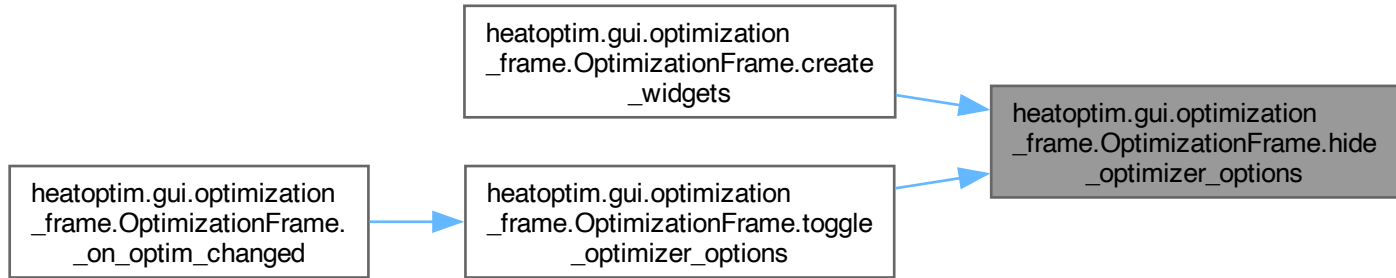 heatoptim.gui.optimization
_frame.OptimizationFrame.create
_widgets
heatoptim.gui.optimization
_frame.OptimizationFrame.hide
_optimizer_options
heatoptim.gui.optimization
_frame.OptimizationFrame.
_on_optim_changed
heatoptim.gui.optimization
_frame.OptimizationFrame.toggle
_optimizer_options